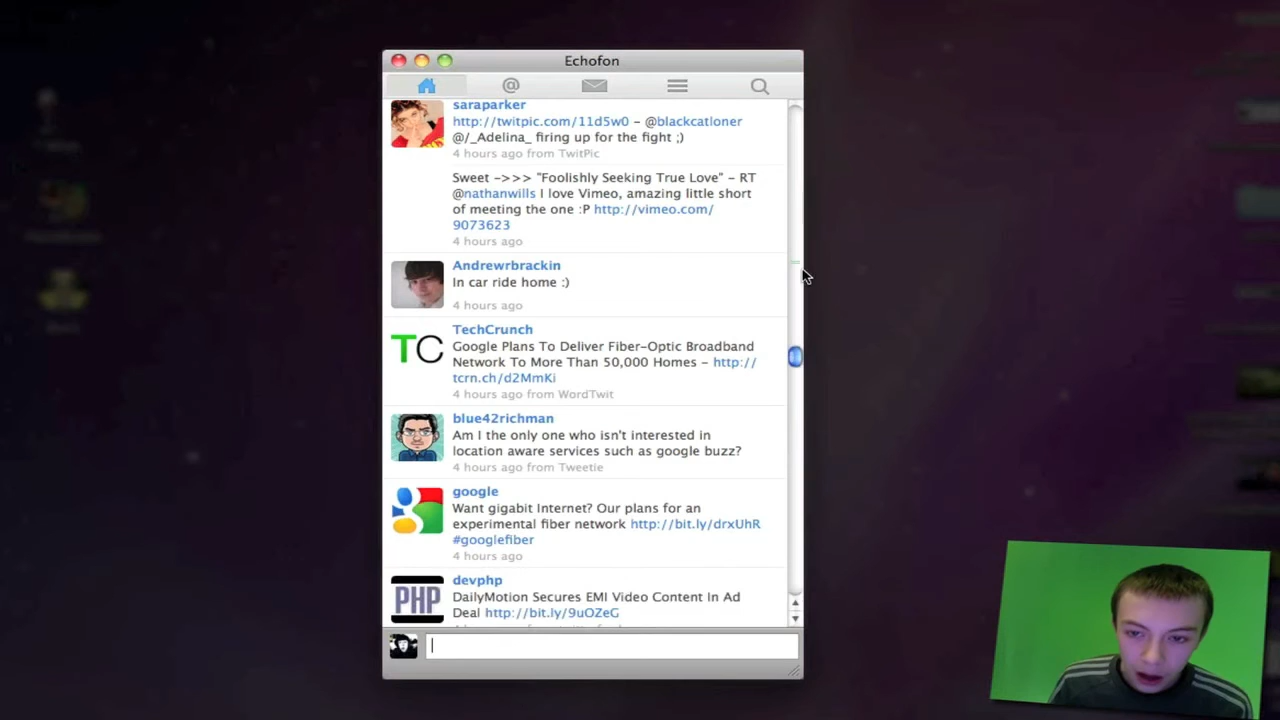 Echofon
@
saraparker
http://twitpic.com/11d5w0 – @blackcatloner
@/_Adelina_ firing up for the fight ;)
4 hours ago from TwitPic
Sweet ->>> "Foolishly Seeking True Love" – RT
@nathanwills I love Vimeo, amazing little short
of meeting the one :P http://vimeo.com/
9073623
4 hours ago
Andrewrbrackin
In car ride home :)
4 hours ago
TC
TechCrunch
Google Plans To Deliver Fiber-Optic Broadband
Network To More Than 50,000 Homes – http://
tcrn.ch/d2MmKi
4 hours ago from WordTwit
blue42richman
Am I the only one who isn't interested in
location aware services such as google buzz?
4 hours ago from Tweetie
google
Want gigabit Internet? Our plans for an
experimental fiber network http://bit.ly/drxUhR
#googlefiber
4 hours ago
PHP
devphp
DailyMotion Secures EMI Video Content In Ad
Deal http://bit.ly/9uOZeG